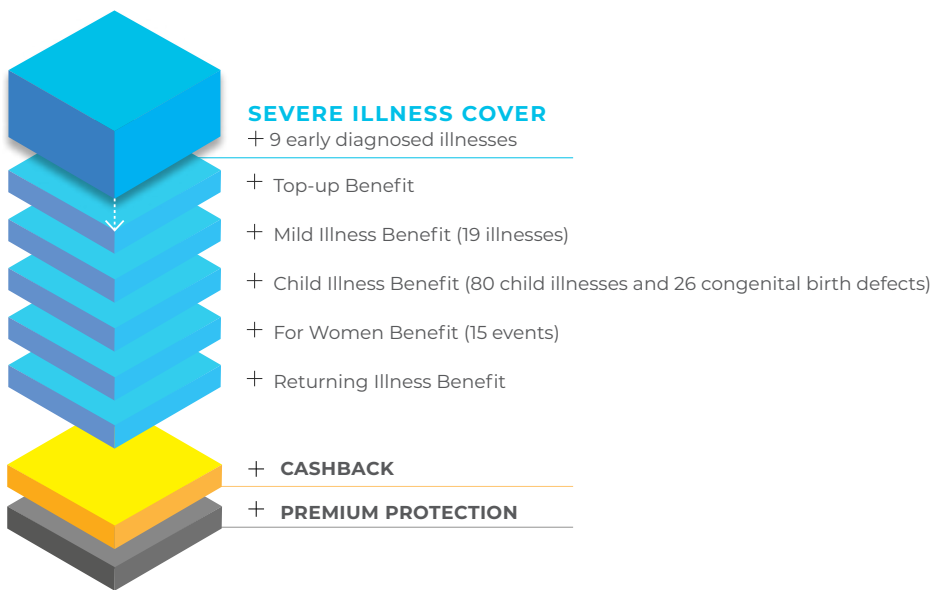 SEVERE ILLNESS COVER
+ 9 early diagnosed illnesses
+ Top-up Benefit
+ Mild Illness Benefit (19 illnesses)
+ Child Illness Benefit (80 child illnesses and 26 congenital birth defects)
+ For Women Benefit (15 events)
+ Returning Illness Benefit
+ CASHBACK
+ PREMIUM PROTECTION